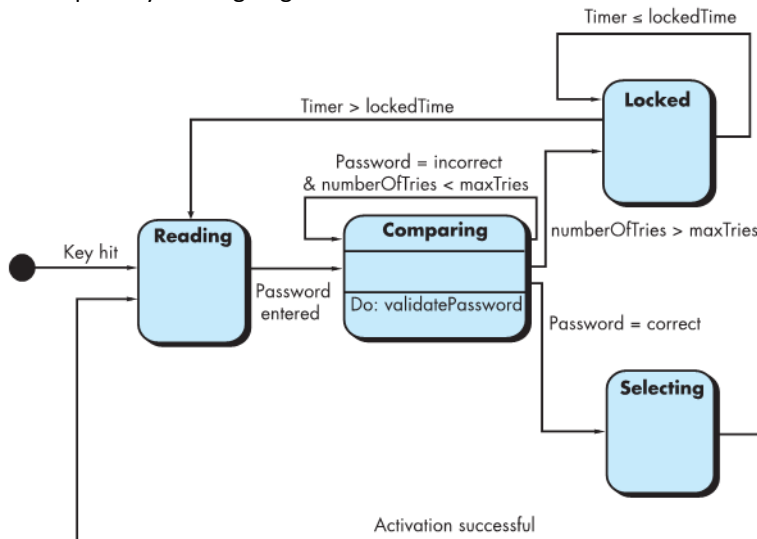 Timer ≤ lockedTime
Locked
Timer > lockedTime
Password = incorrect
& numberOfTries < maxTries
Reading
Comparing
numberOfTries > maxTries
Key hit
Password
entered
Do: validatePassword
Password = correct
Selecting
Activation successful